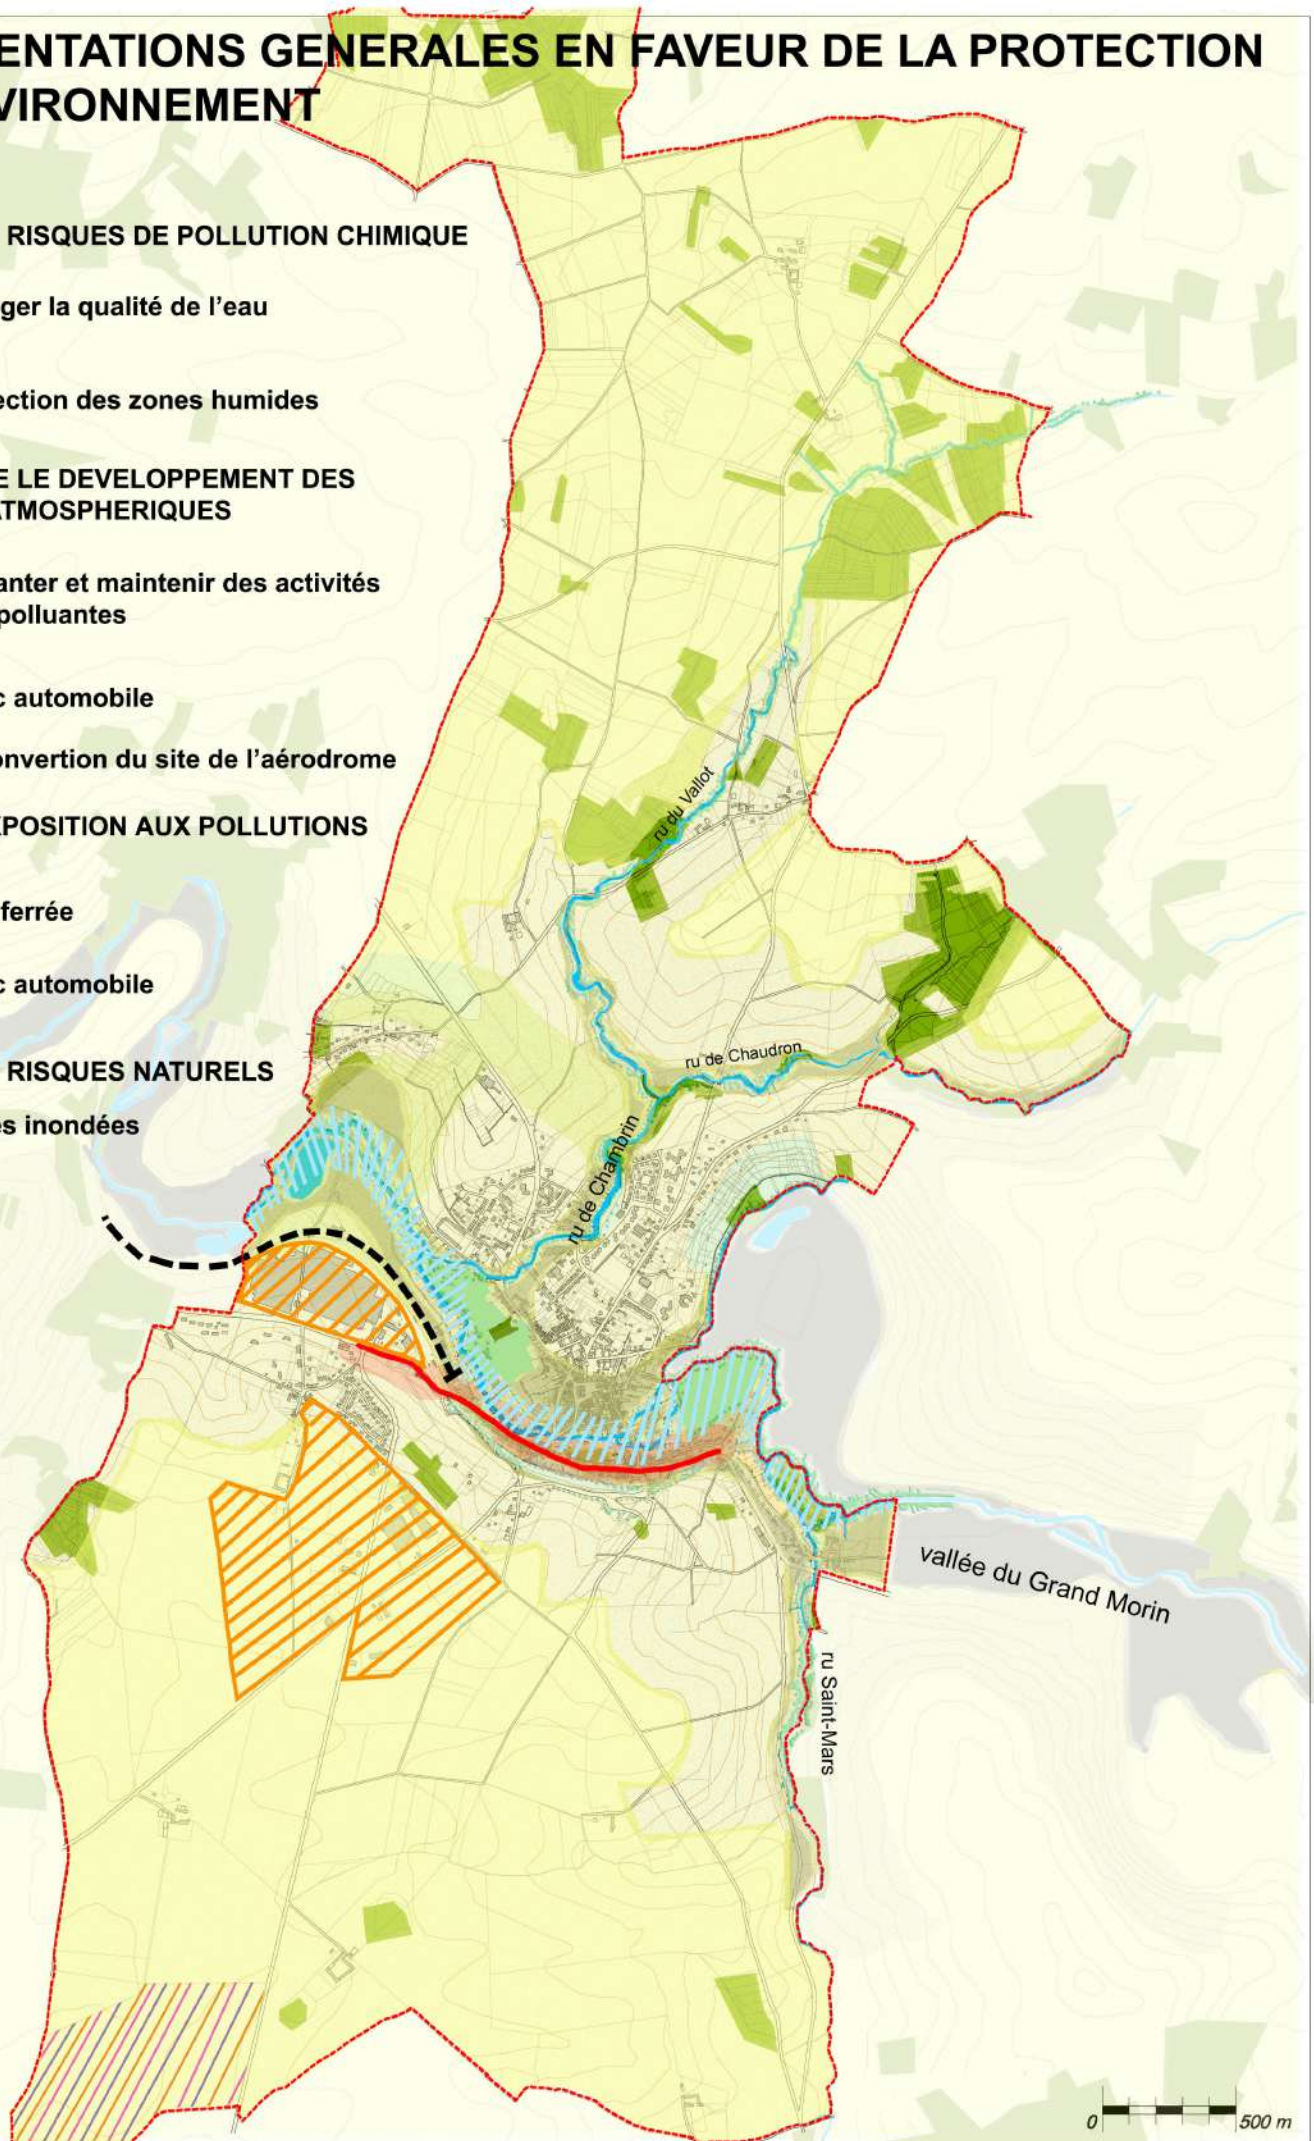 ENTATIONS GENERALES EN FAVEUR DE LA PROTECTION
VIRONNEMENT
RISQUES DE POLLUTION CHIMIQUE
ger la qualité de l'eau
ection des zones humides
E LE DEVELOPPEMENT DES
ATMOSPHERIQUES
anter et maintenir des activités
polluantes
c automobile
onvertion du site de l'aérodrome
XPOSITION AUX POLLUTIONS
ferrée
c automobile
RISQUES NATURELS
es inondées
ru du Vallot
ru de Chaudron
ru de Chambrin
vallée du Grand Morin
ru Saint-Mars
0 500 m